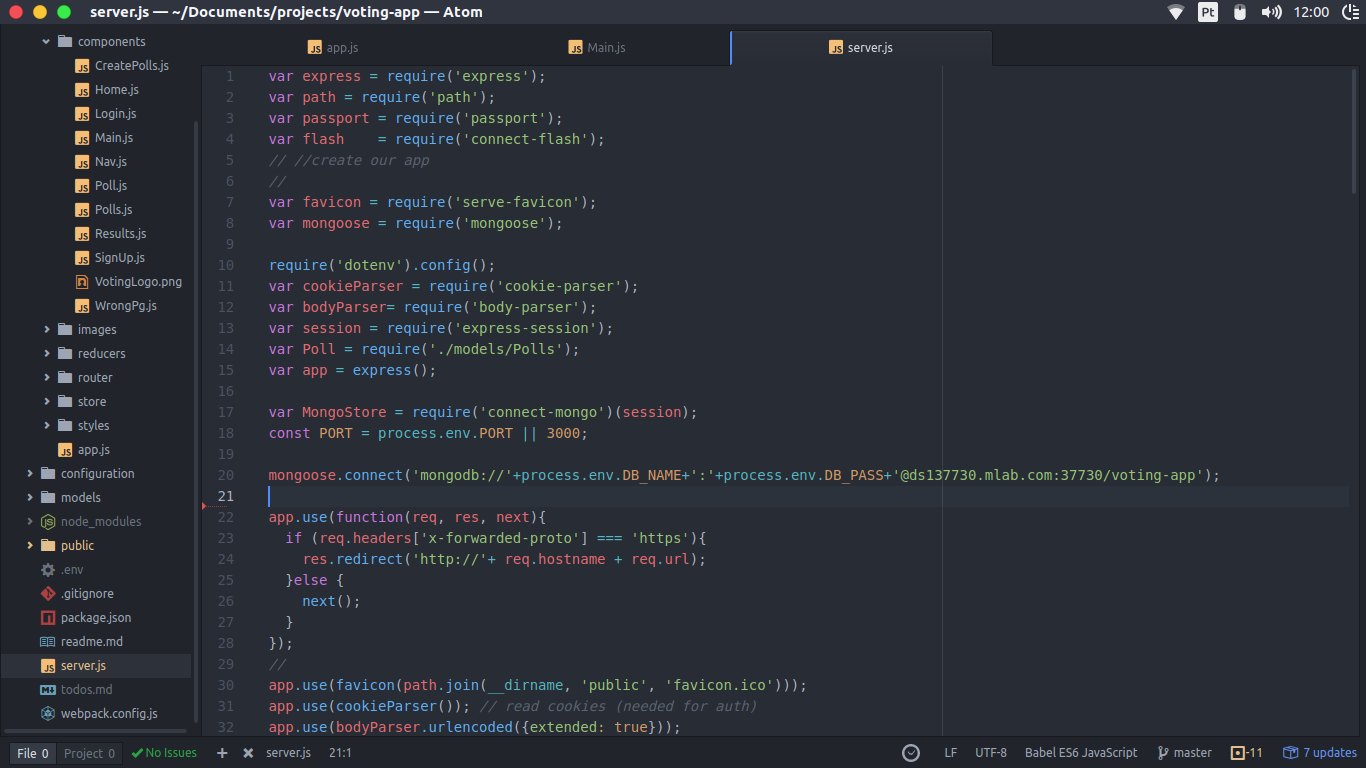 server.js — ~/Documents/projects/voting-app — Atom
Pt
12:00
components
CreatePolls.js
Home.js
Login.js
Main.js
Nav.js
Poll.js
Polls.js
Results.js
SignUp.js
VotingLogo.png
WrongPg.js
images
reducers
router
store
styles
app.js
configuration
models
node_modules
public
.env
.gitignore
package.json
readme.md
server.js
todos.md
webpack.config.js
app.js
Main.js
server.js
1 var express = require('express');
2 var path = require('path');
3 var passport = require('passport');
4 var flash    = require('connect-flash');
5 // //create our app
6 //
7 var favicon = require('serve-favicon');
8 var mongoose = require('mongoose');
9
10 require('dotenv').config();
11 var cookieParser = require('cookie-parser');
12 var bodyParser= require('body-parser');
13 var session = require('express-session');
14 var Poll = require('./models/Polls');
15 var app = express();
16
17 var MongoStore = require('connect-mongo')(session);
18 const PORT = process.env.PORT || 3000;
19
20 mongoose.connect('mongodb://'+process.env.DB_NAME+':'+process.env.DB_PASS+'@ds137730.mlab.com:37730/voting-app');
21
22 app.use(function(req, res, next){
23   if (req.headers['x-forwarded-proto'] === 'https'){
24     res.redirect('http://'+ req.hostname + req.url);
25   }else {
26     next();
27   }
28 });
29 //
30 app.use(favicon(path.join(__dirname, 'public', 'favicon.ico')));
31 app.use(cookieParser()); // read cookies (needed for auth)
32 app.use(bodyParser.urlencoded({extended: true}));
File 0
Project 0
No Issues
server.js
21:1
LF
UTF-8
Babel ES6 JavaScript
master
-11
7 updates